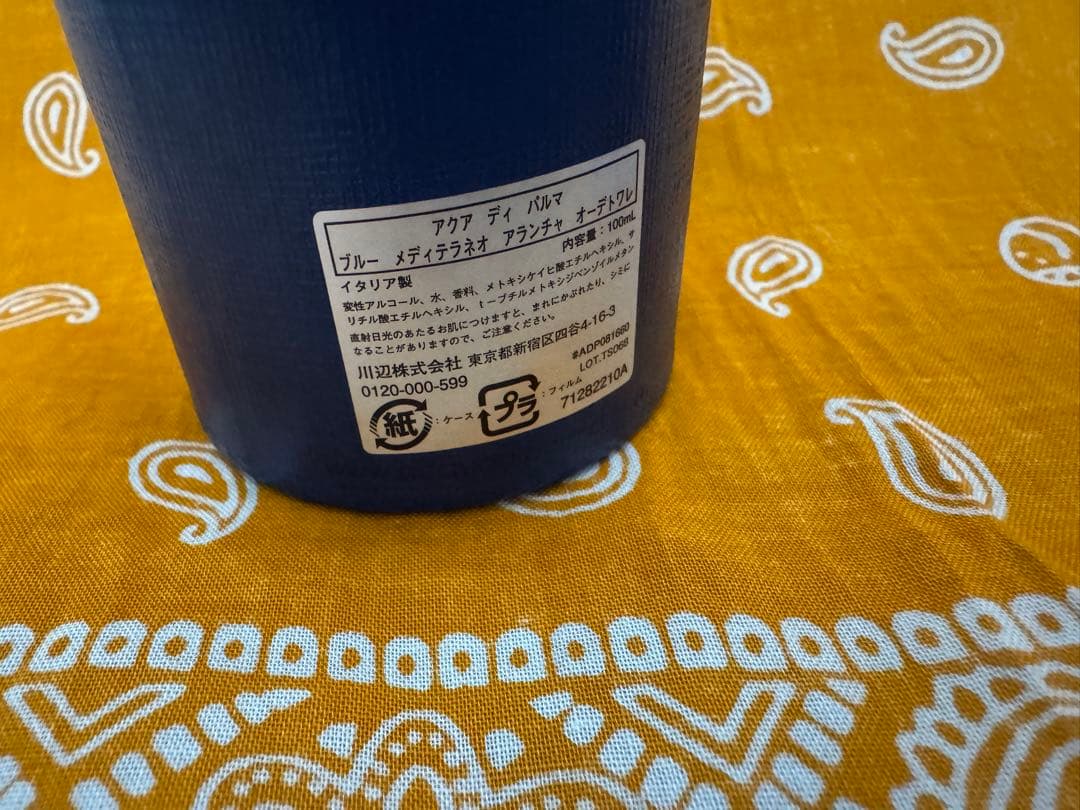 アクア ディ パルマ
ブルー メディテラネオ アランチャ オーデトワレ
イタリア製 内容量：100mL
変性アルコール、水、香料、メトキシケイヒ酸エチルヘキシル、サ
リチル酸エチルヘキシル、t－ブチルメトキシジベンゾイルメタン
直射日光のあたるお肌につけますと、まれにかぶれたり、シミに
なることがありますので、ご注意ください。
川辺株式会社 東京都新宿区四谷4-16-3
0120-000-599 #ADP081660
LOT.TS06B
紙 ：ケース プラ ：フィルム 71282210A